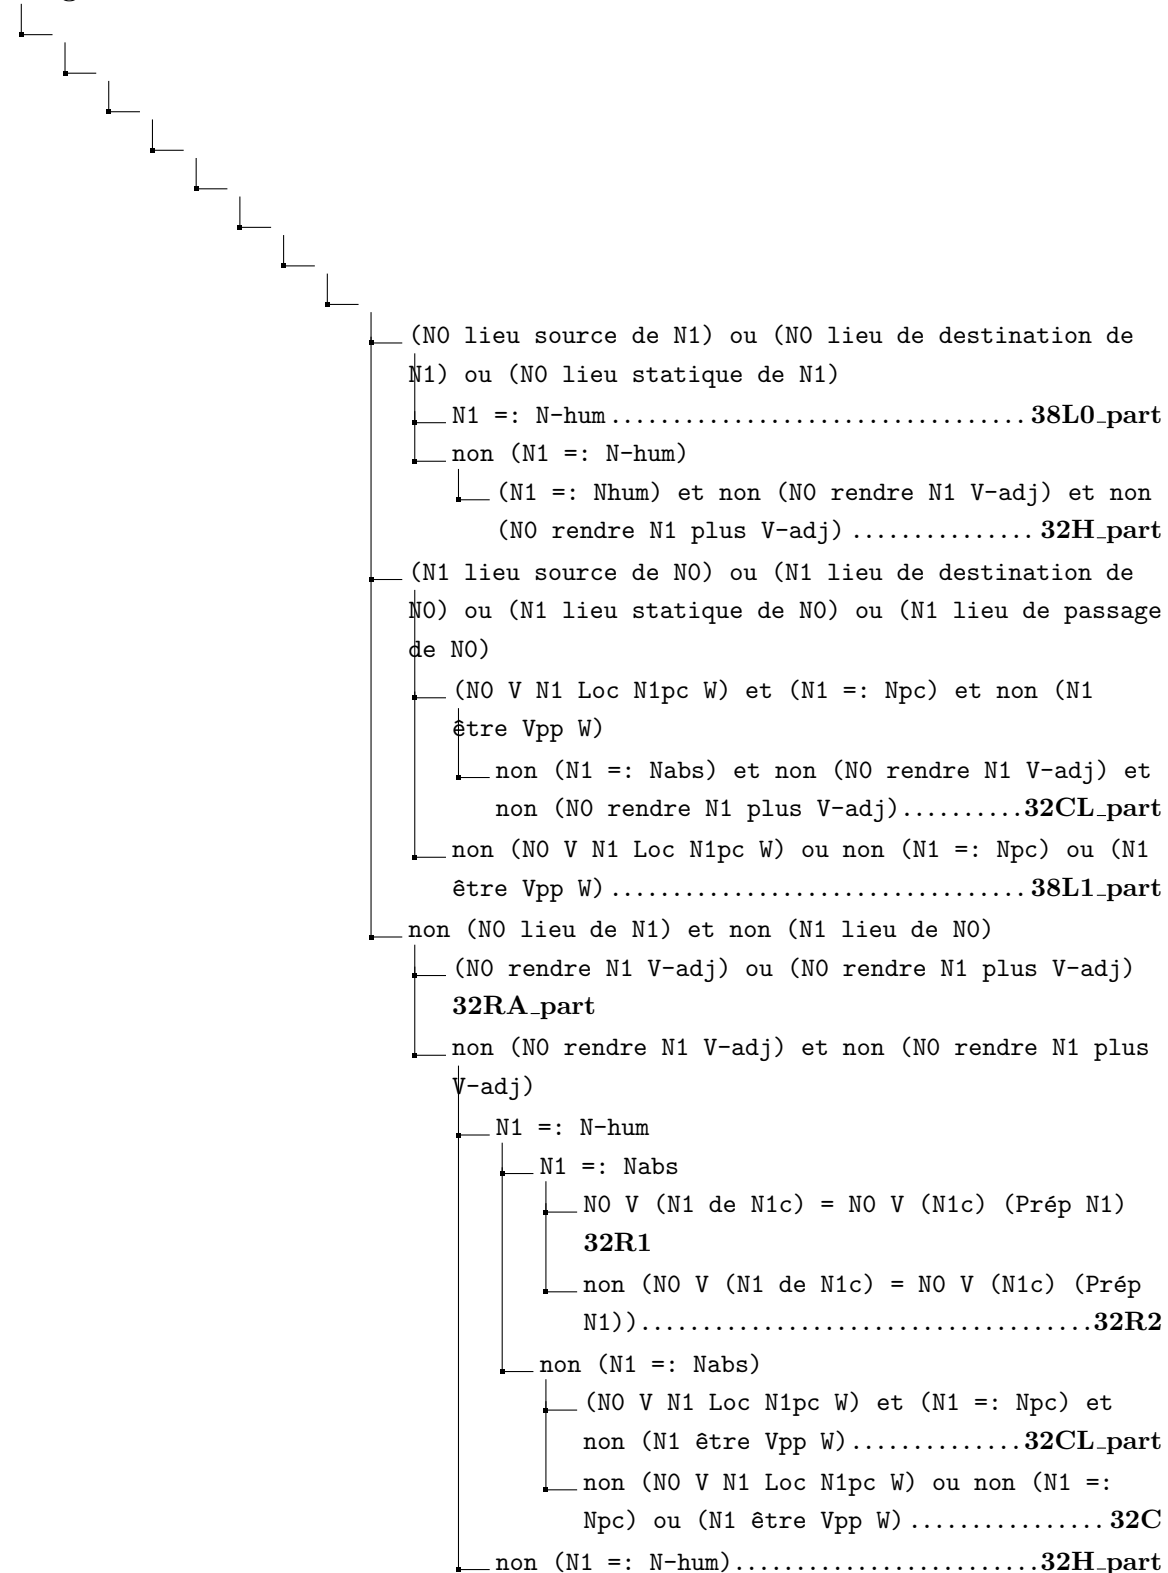 (N0 lieu source de N1) ou (N0 lieu de destination de
N1) ou (N0 lieu statique de N1)
N1 =: N-hum..................................38L0_part
non (N1 =: N-hum)
(N1 =: Nhum) et non (N0 rendre N1 V-adj) et non
(N0 rendre N1 plus V-adj)...............32H_part
(N1 lieu source de N0) ou (N1 lieu de destination de
N0) ou (N1 lieu statique de N0) ou (N1 lieu de passage
de N0)
(N0 V N1 Loc N1pc W) et (N1 =: Npc) et non (N1
être Vpp W)
non (N1 =: Nabs) et non (N0 rendre N1 V-adj) et
non (N0 rendre N1 plus V-adj)..........32CL_part
non (N0 V N1 Loc N1pc W) ou non (N1 =: Npc) ou (N1
être Vpp W)..................................38L1_part
non (N0 lieu de N1) et non (N1 lieu de N0)
(N0 rendre N1 V-adj) ou (N0 rendre N1 plus V-adj)
32RA_part
non (N0 rendre N1 V-adj) et non (N0 rendre N1 plus
V-adj)
N1 =: N-hum
N1 =: Nabs
N0 V (N1 de N1c) = N0 V (N1c) (Prép N1)
32R1
non (N0 V (N1 de N1c) = N0 V (N1c) (Prép
N1)).....................................32R2
non (N1 =: Nabs)
(N0 V N1 Loc N1pc W) et (N1 =: Npc) et
non (N1 être Vpp W)..............32CL_part
non (N0 V N1 Loc N1pc W) ou non (N1 =:
Npc) ou (N1 être Vpp W)................32C
non (N1 =: N-hum).........................32H_part